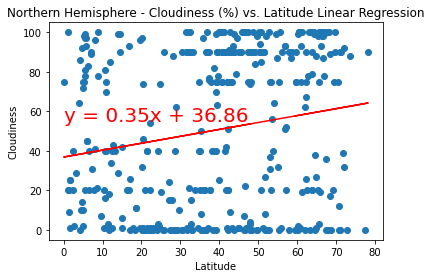 Northern Hemisphere - Cloudiness (%) vs. Latitude Linear Regression
100
80
60
40
20
0
Cloudiness
y = 0.35x + 36.86
0 10 20 30 40 50 60 70 80
Latitude